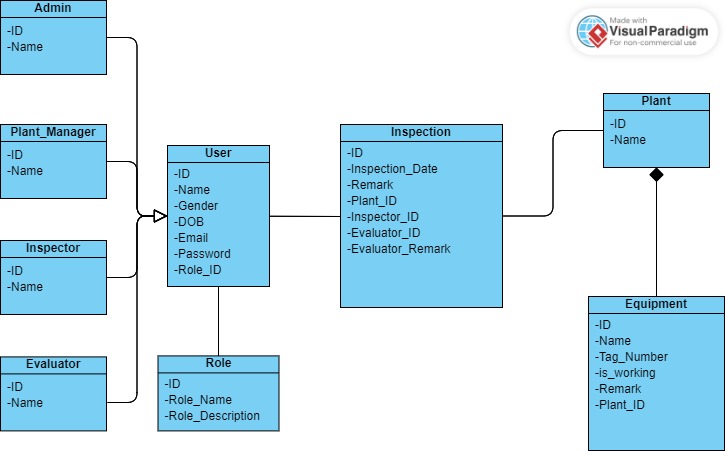 Admin
-ID
-Name
Plant_Manager
-ID
-Name
Inspector
-ID
-Name
Evaluator
-ID
-Name
User
-ID
-Name
-Gender
-DOB
-Email
-Password
-Role_ID
Role
-ID
-Role_Name
-Role_Description
Inspection
-ID
-Inspection_Date
-Remark
-Plant_ID
-Inspector_ID
-Evaluator_ID
-Evaluator_Remark
Made with
VisualParadigm
For non-commercial use
Plant
-ID
-Name
Equipment
-ID
-Name
-Tag_Number
-is_working
-Remark
-Plant_ID